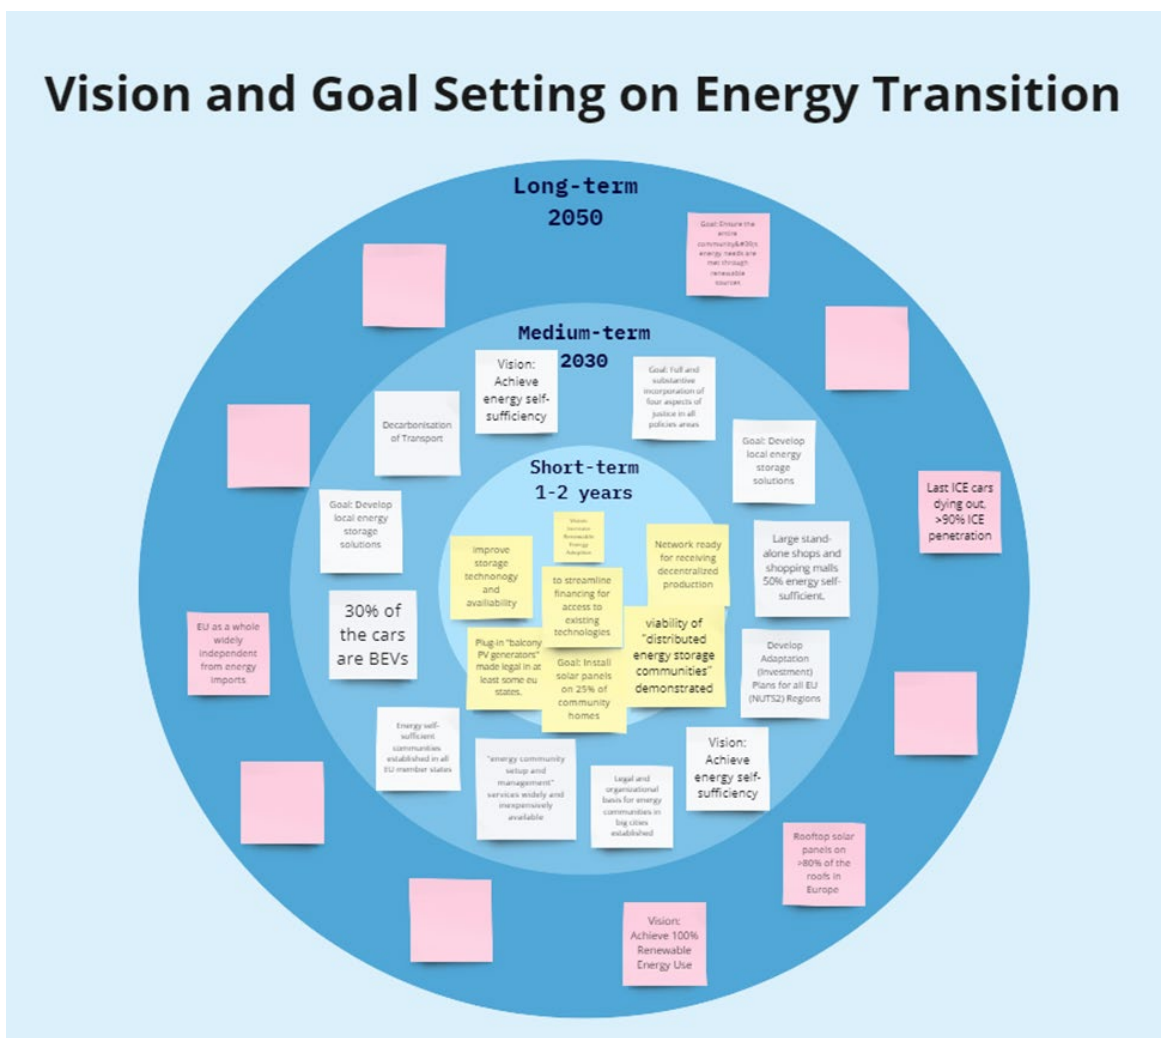 Vision and Goal Setting on Energy Transition
Long-term
2050
Goal: Ensure the
entire
community&#00js
energy needs are
met through
renewable
sources
Medium-term
2030
Vision:
Achieve
energy self-
sufficiency
Goal: Full and
substantive
incorporation of
four aspects of
justice in all
policies areas
Decarbonisation
of Transport
Goal: Develop
local energy
storage
solutions
Short-term
1-2 years
Last ICE cars
dying out,
>90% ICE
penetration
Goal: Develop
local energy
storage
solutions
Vision:
Increase
Renewable
Energy
Adoption
Improve
storage
technonogy
and
availiability
Network ready
for receiving
decentralized
production
Large stand-
alone shops and
shopping malls
50% energy self-
sufficient.
to streamline
financing for
access to
existing
technologies
30% of
the cars
are BEVs
viability of
"distributed
energy storage
communities"
demonstrated
EU as a whole
widely
independent
from energy
imports
Plug-in "balcony
PV generators"
made legal in at
least some eu
states.
Goal: Install
solar panels
on 25% of
community
homes
Develop
Adaptation
(Investment)
Plans for all EU
(NUTS2) Regions
Energy self-
sufficient
communities
established in all
EU member states
"energy community
setup and
management"
services widely and
inexpensively
available
Legal and
organizational
basis for energy
communities in
big cities
established
Vision:
Achieve
energy self-
sufficiency
Rooftop solar
panels on
>80% of the
roofs in
Europe
Vision:
Achieve 100%
Renewable
Energy Use